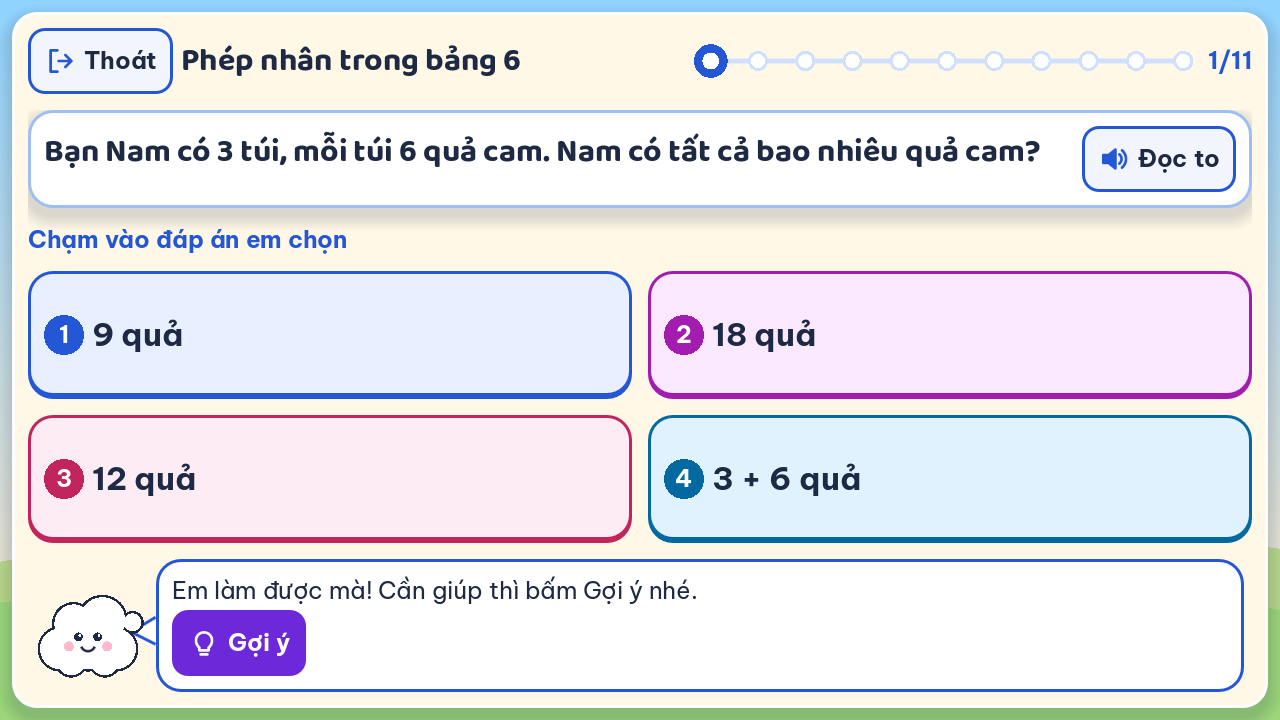 Thoát
Phép nhân trong bảng 6
1/11
Bạn Nam có 3 túi, mỗi túi 6 quả cam. Nam có tất cả bao nhiêu quả cam?
Đọc to
Chạm vào đáp án em chọn
1 9 quả
2 18 quả
3 12 quả
4 3 + 6 quả
Em làm được mà! Cần giúp thì bấm Gợi ý nhé.
Gợi ý